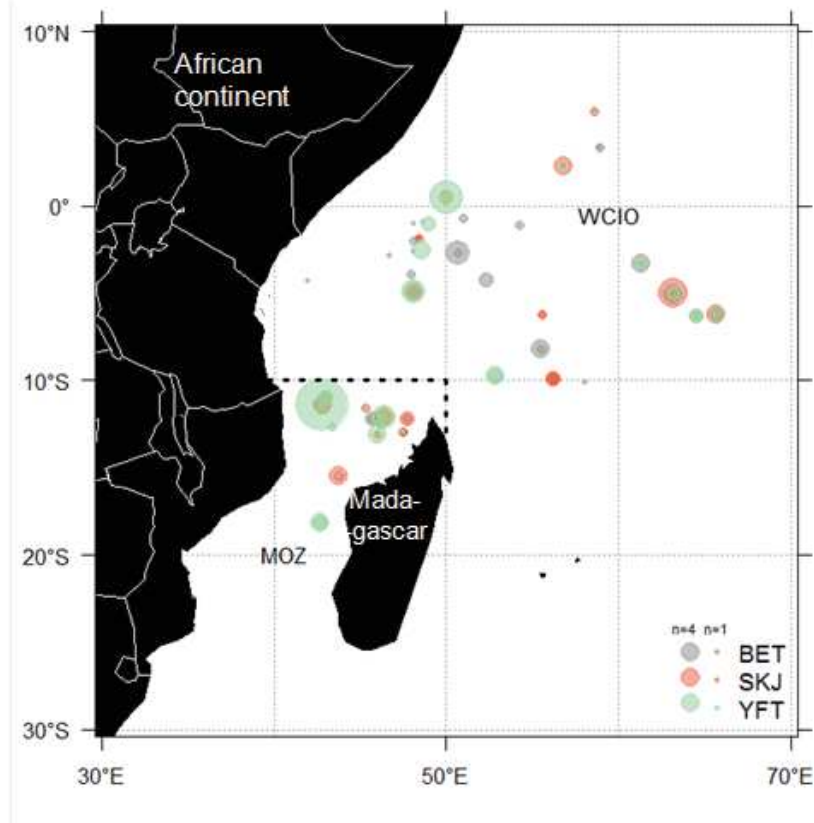 10°N
African
continent
0°
WCIO
10°S
Mada-
-gascar
MOZ
20°S
n=4 n=1
BET
SKJ
YFT
30°S
30°E
50°E
70°E